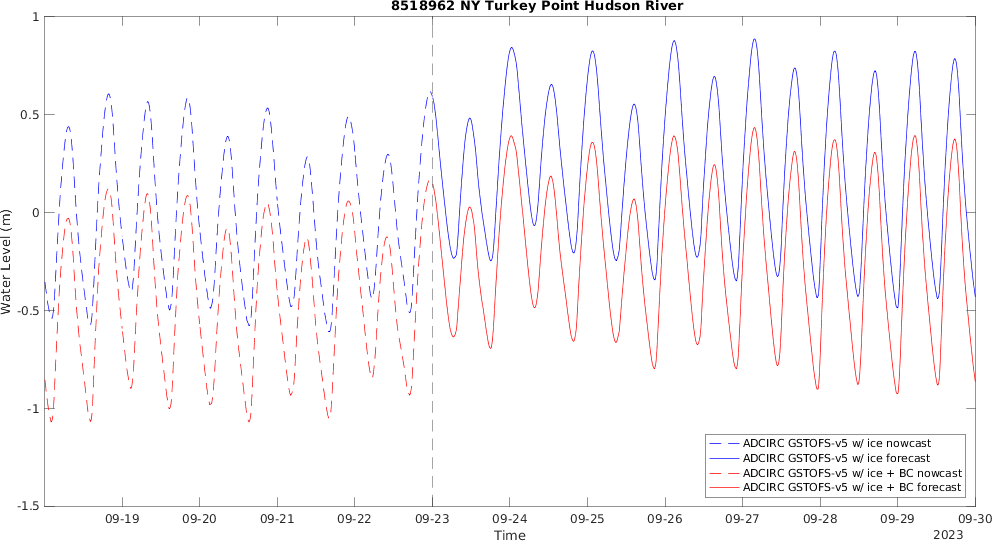 8518962 NY Turkey Point Hudson River
1
0.5
0
-0.5
-1
-1.5
Water Level (m)
09-19
09-20
09-21
09-22
09-23
09-24
09-25
09-26
09-27
09-28
09-29
09-30
Time
2023
ADCIRC GSTOFS-v5 w/ ice nowcast
ADCIRC GSTOFS-v5 w/ ice forecast
ADCIRC GSTOFS-v5 w/ ice + BC nowcast
ADCIRC GSTOFS-v5 w/ ice + BC forecast